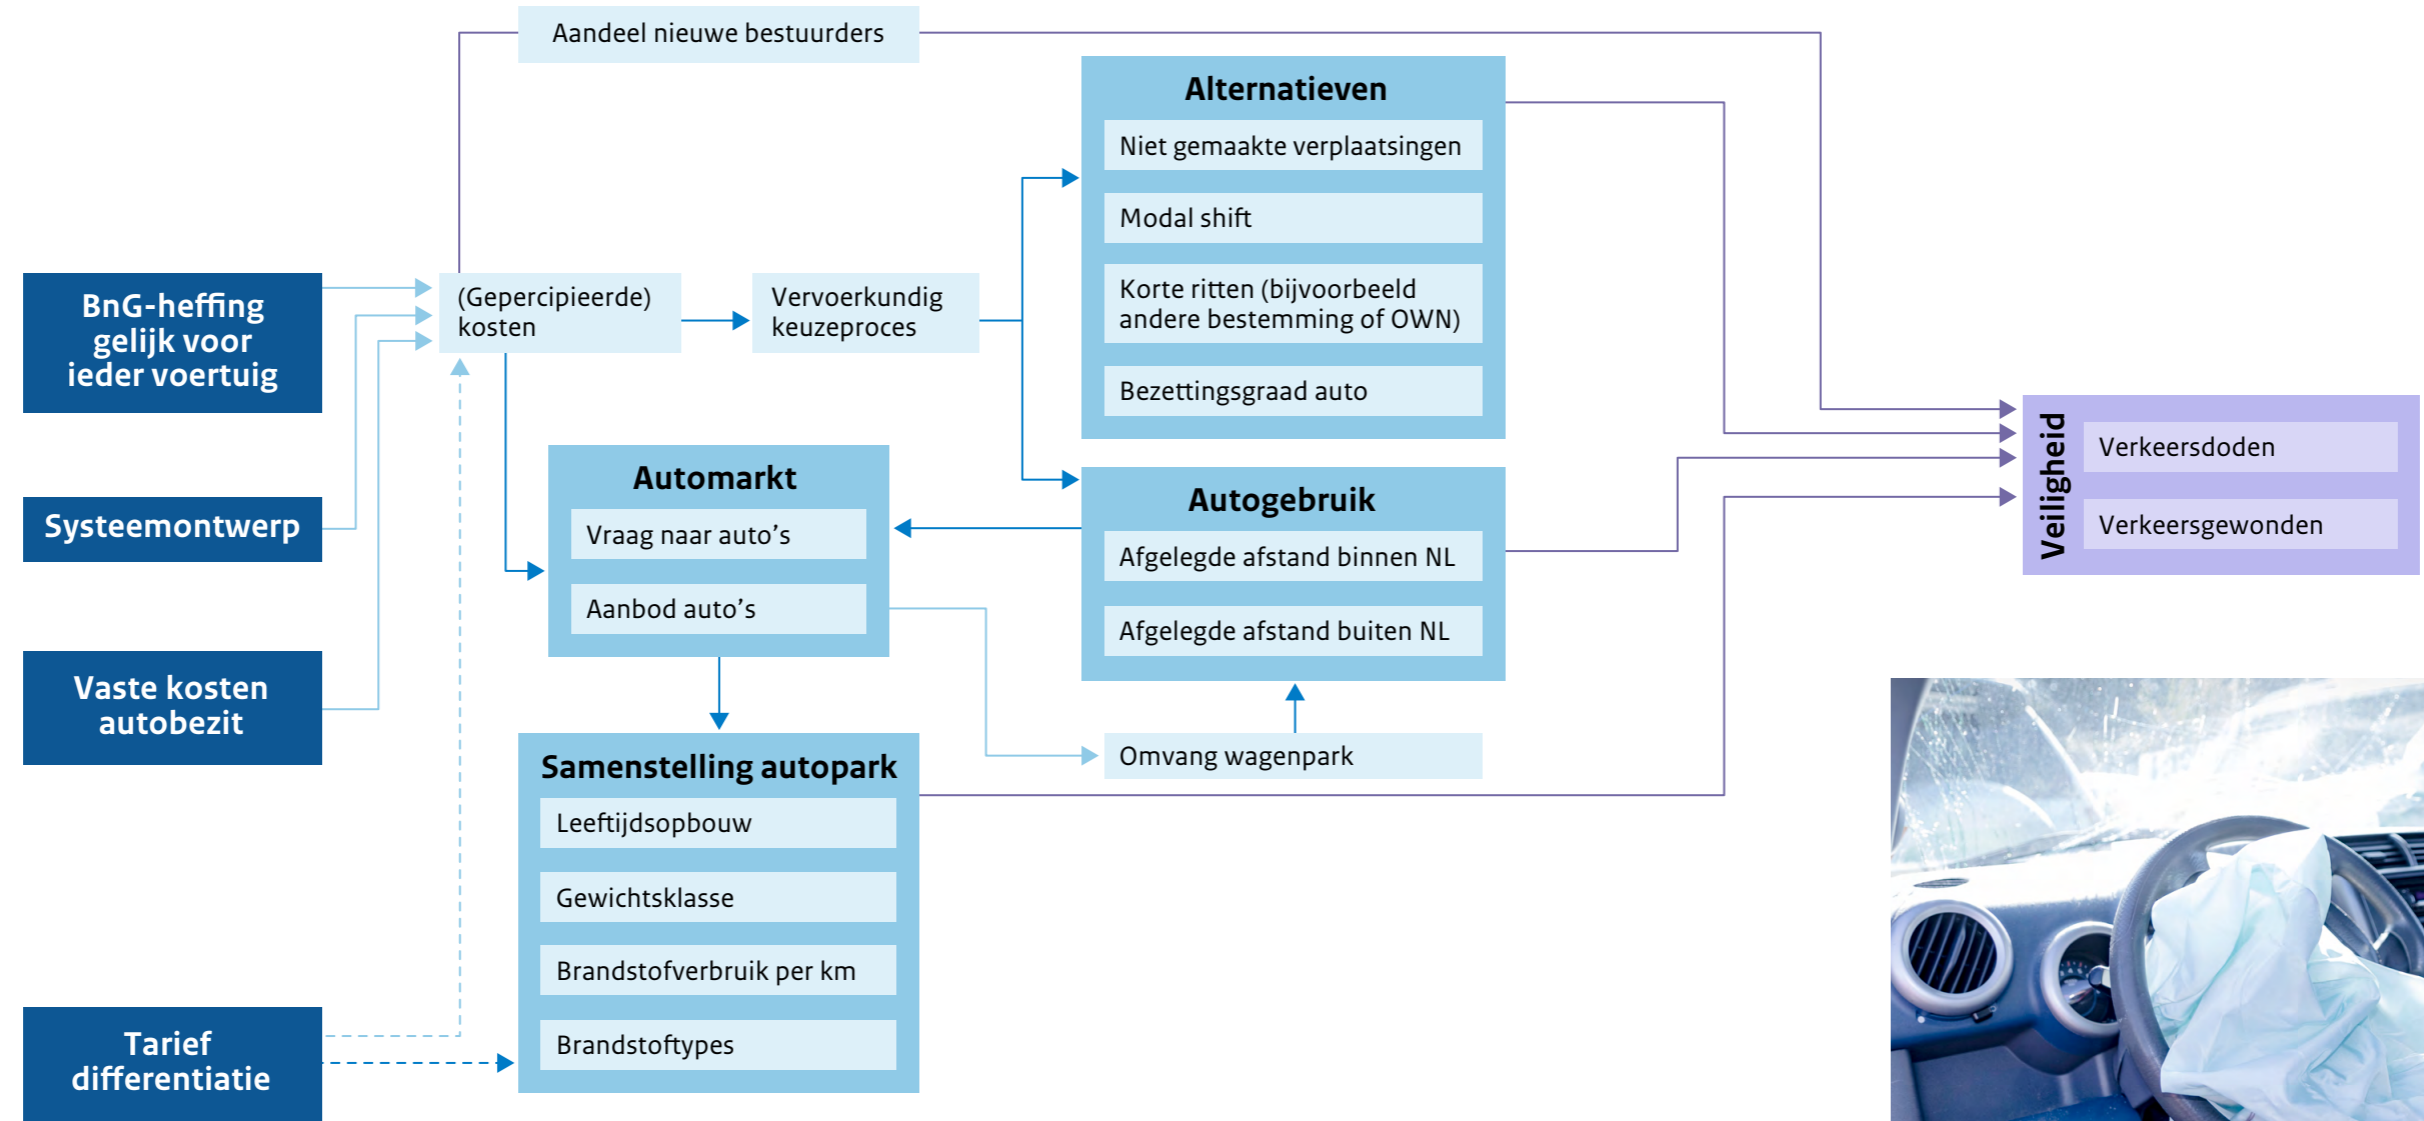 Aandeel nieuwe bestuurders
Alternatieven
Niet gemaakte verplaatsingen
Modal shift
Korte ritten (bijvoorbeeld
andere bestemming of OWN)
Bezettingsgraad auto
BnG-heffing
gelijk voor
ieder voertuig
(Gepercipieerde)
kosten
Vervoerkundig
keuzeproces
Systeemontwerp
Automarkt
Vraag naar auto’s
Aanbod auto’s
Autogebruik
Afgelegde afstand binnen NL
Afgelegde afstand buiten NL
Veiligheid
Verkeersdoden
Verkeersgewonden
Vaste kosten
autobezit
Omvang wagenpark
Samenstelling autopark
Leeftijdsopbouw
Gewichtsklasse
Brandstofverbruik per km
Brandstoftypes
Tarief
differentiatie